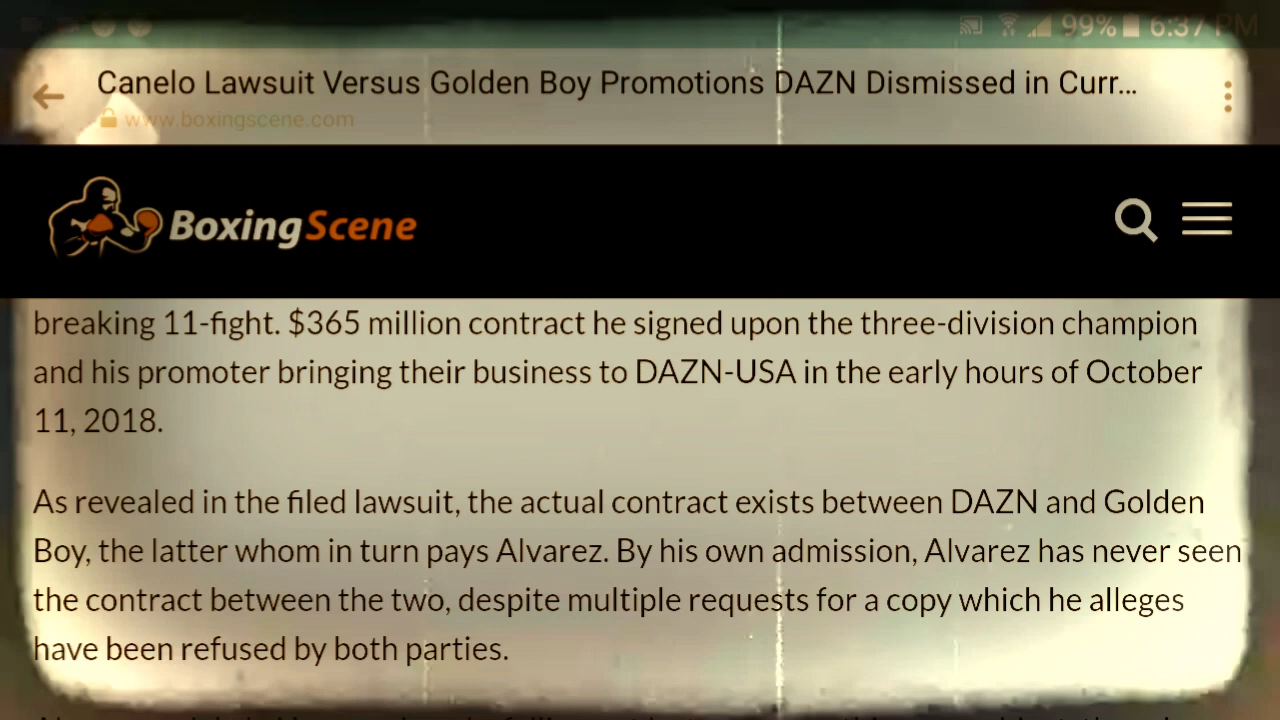 99% 6:37 PM
Canelo Lawsuit Versus Golden Boy Promotions DAZN Dismissed in Curr...
www.boxingscene.com
BoxingScene
breaking 11-fight. $365 million contract he signed upon the three-division champion
and his promoter bringing their business to DAZN-USA in the early hours of October
11, 2018.
As revealed in the filed lawsuit, the actual contract exists between DAZN and Golden
Boy, the latter whom in turn pays Alvarez. By his own admission, Alvarez has never seen
the contract between the two, despite multiple requests for a copy which he alleges
have been refused by both parties.